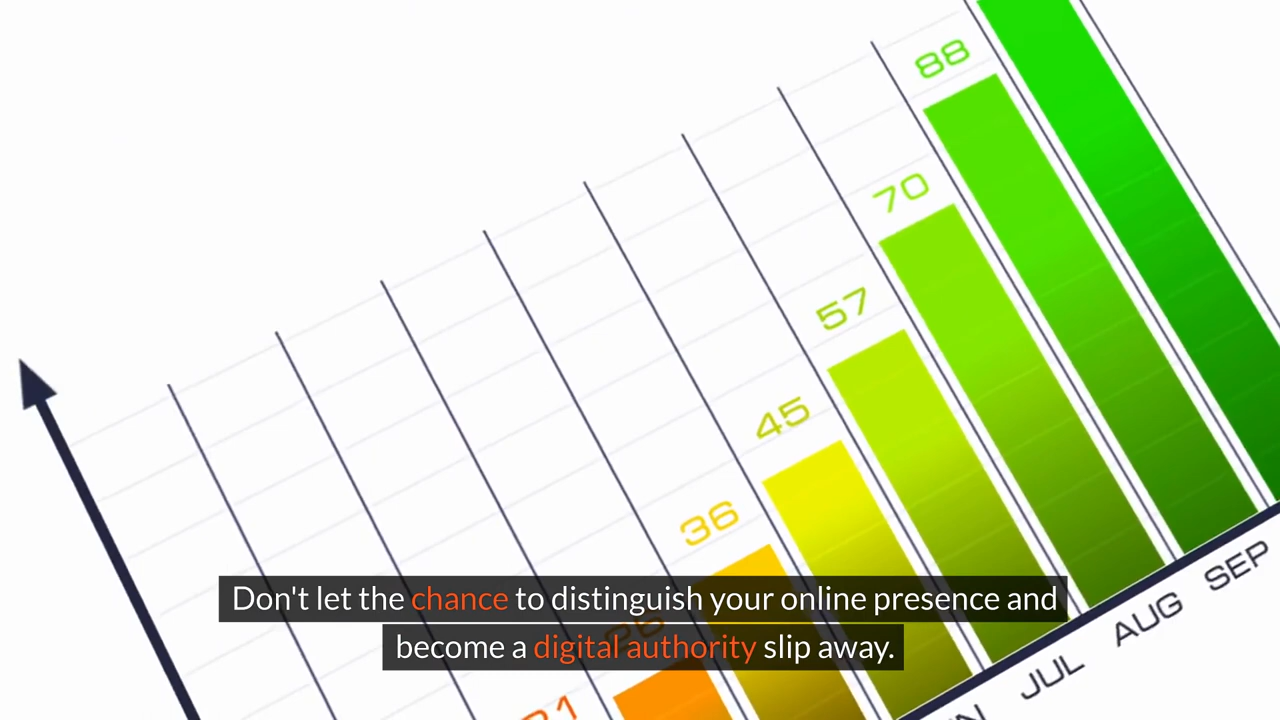 88
70
57
45
36
Don't let the chance to distinguish your online presence and
become a digital authority slip away.
SEP
AUG
JUL